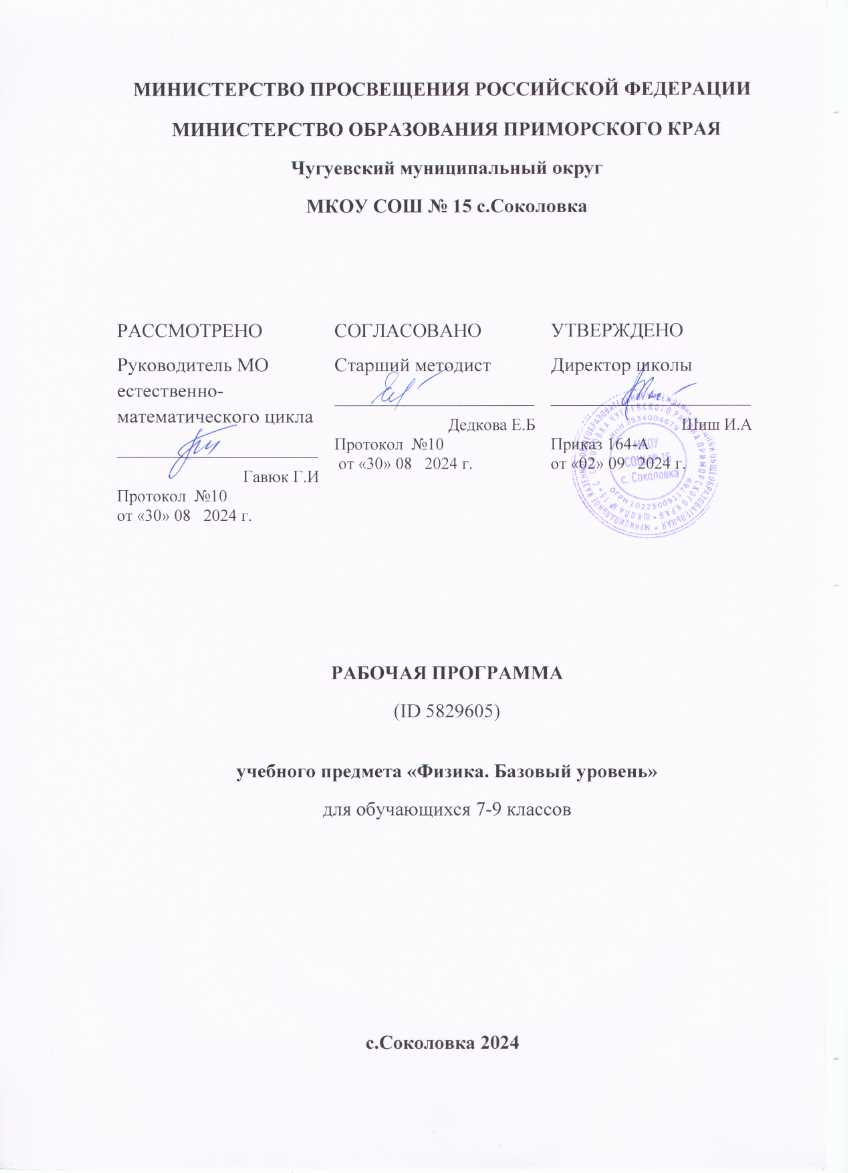 МИНИСТЕРСТВО ПРОСВЕЩЕНИЯ РОССИЙСКОЙ ФЕДЕРАЦИИ
МИНИСТЕРСТВО ОБРАЗОВАНИЯ ПРИМОРСКОГО КРАЯ
Чугуевский муниципальный округ
МКОУ СОШ № 15 с.Соколовка
РАССМОТРЕНО
Руководитель МО
естественно-
математического цикла
Гавюк Г.И
Протокол №10
от «30» 08 2024 г.
СОГЛАСОВАНО
Старший методист
Дедкова Е.Б
Протокол №10
от «30» 08 2024 г.
УТВЕРЖДЕНО
Директор школы
Шиш И.А
Приказ 164-А
от «02» 09 2024 г.
с. Соколовка
РАБОЧАЯ ПРОГРАММА
(ID 5829605)
учебного предмета «Физика. Базовый уровень»
для обучающихся 7-9 классов
с.Соколовка 2024